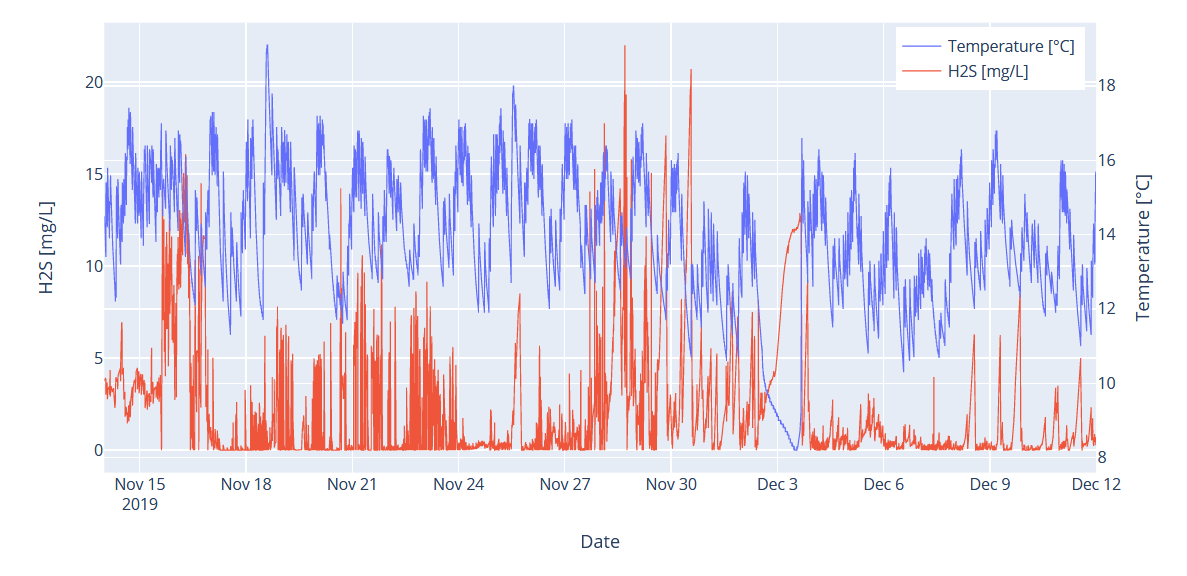 Temperature [°C]
H2S [mg/L]
H2S [mg/L]
20
15
10
5
0
18
16
14
12
10
8
Temperature [°C]
Nov 15
2019
Nov 18
Nov 21
Nov 24
Nov 27
Nov 30
Dec 3
Dec 6
Dec 9
Dec 12
Date